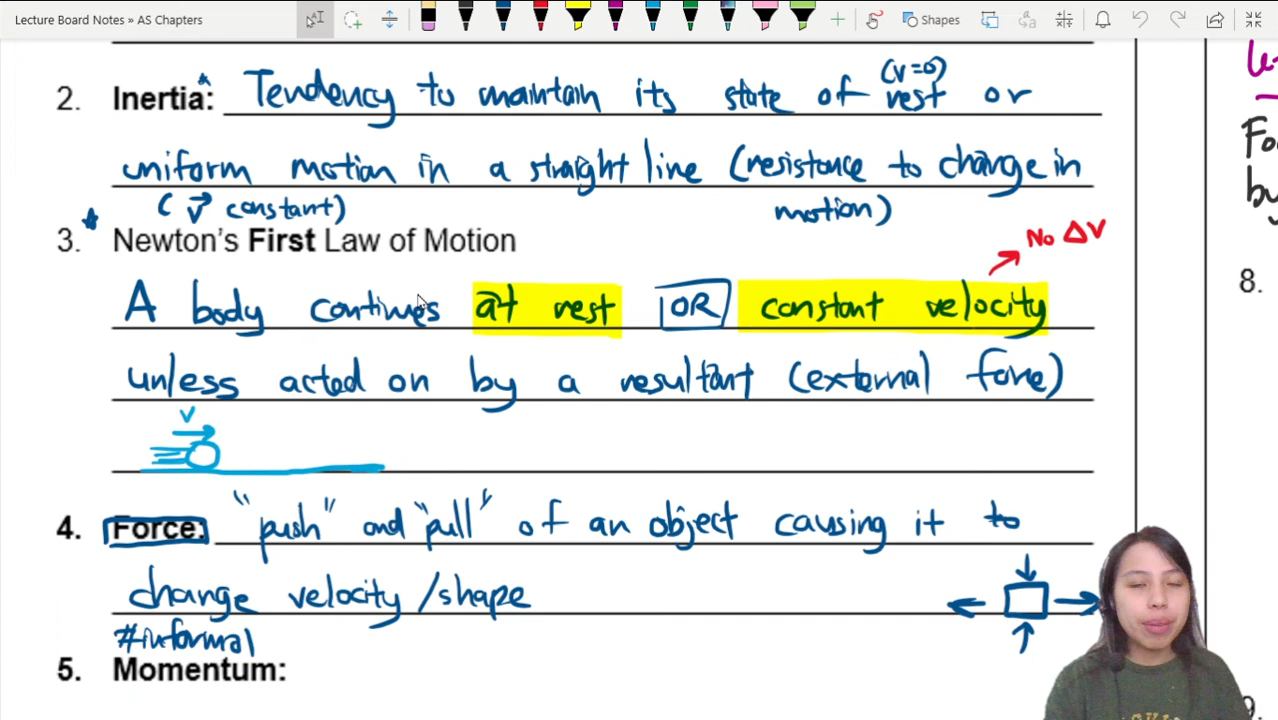 Lecture Board Notes » AS Chapters
Shapes
(v=0)
2. Inertia: Tendency to maintain its state of rest or
uniform motion in a straight line (resistance to change in
(v constant) motion)
3. Newton's First Law of Motion
No ΔV
A body continues at rest OR constant velocity
unless acted on by a resultant (external force)
v
4. Force: "push" and "pull" of an object causing it to
change velocity/shape
#informal
5. Momentum:
Fo
by
8.
9.